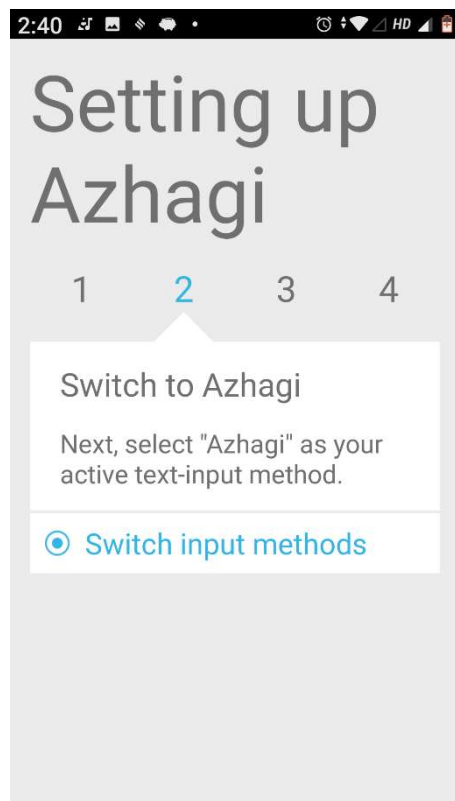 2:40 HD
Setting up
Azhagi
1 2 3 4
Switch to Azhagi
Next, select "Azhagi" as your
active text-input method.
Switch input methods